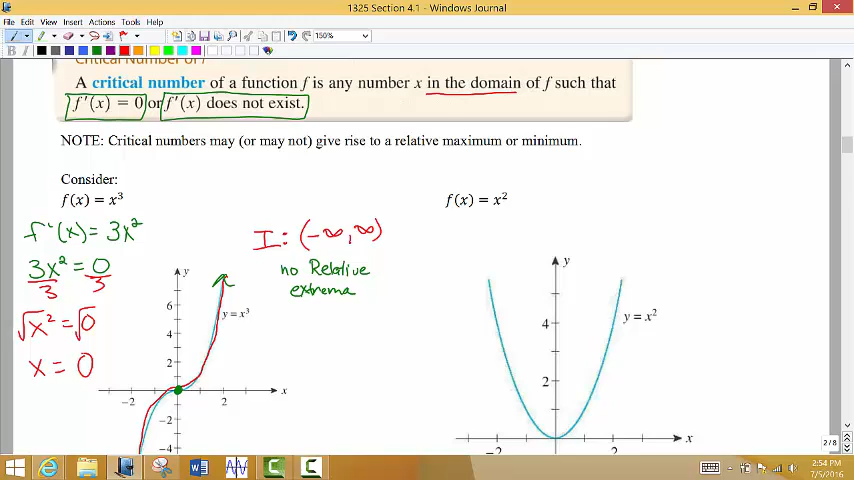 1325 Section 4.1 - Windows Journal
File Edit View Insert Actions Tools Help
150%
B I
Critical Number of f
A critical number of a function f is any number x in the domain of f such that
f'(x) = 0 or f'(x) does not exist.
NOTE: Critical numbers may (or may not) give rise to a relative maximum or minimum.
Consider:
f(x) = x³
f(x) = x²
f'(x) = 3x²
I: (-∞, ∞)
3x² = 0
3 3
no Relative
extrema
√x² = √0
x = 0
y
6
4
2
-2
-4
-2
2
x
y = x³
y
4
2
-2
2
x
y = x²
2/8
2:54 PM
7/5/2016